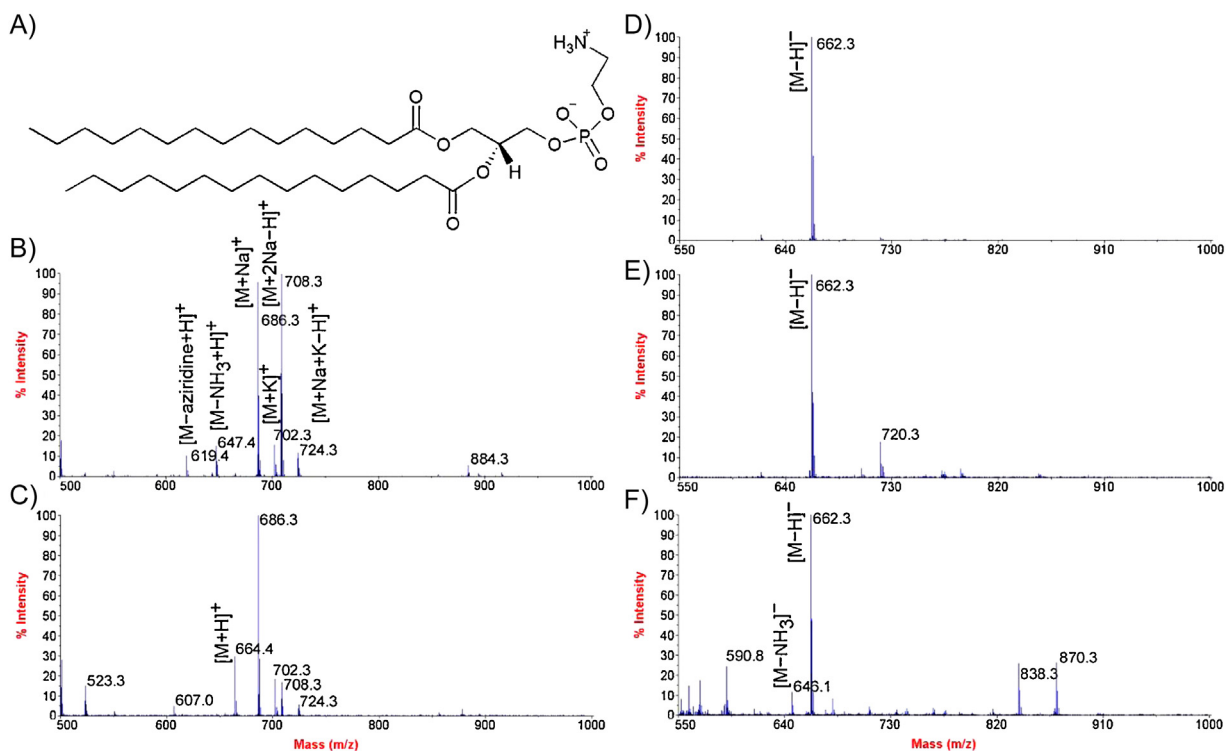 A)
H₃N⁺
O⁻
O
P
O
O
O
O
H
O
O
B)
% Intensity
100
90
80
70
60
50
40
30
20
10
0
[M−aziridine+H]⁺
[M−NH₃+H]⁺
[M+Na]⁺
[M+2Na−H]⁺
[M+K]⁺
[M+Na+K−H]⁺
708.3
686.3
647.4
619.4
702.3
724.3
884.3
500 600 700 800 900 1000
C)
% Intensity
100
90
80
70
60
50
40
30
20
10
0
[M+H]⁺
686.3
664.4
523.3
607.0
702.3
708.3
724.3
500 600 700 800 900 1000
Mass (m/z)
D)
% Intensity
100
90
80
70
60
50
40
30
20
10
0
[M−H]⁻
662.3
550 640 730 820 910 1000
E)
% Intensity
100
90
80
70
60
50
40
30
20
10
0
[M−H]⁻
662.3
720.3
550 640 730 820 910 1000
F)
% Intensity
100
90
80
70
60
50
40
30
20
10
0
[M−H]⁻
[M−NH₃]⁻
662.3
590.8
646.1
838.3
870.3
550 640 730 820 910 1000
Mass (m/z)